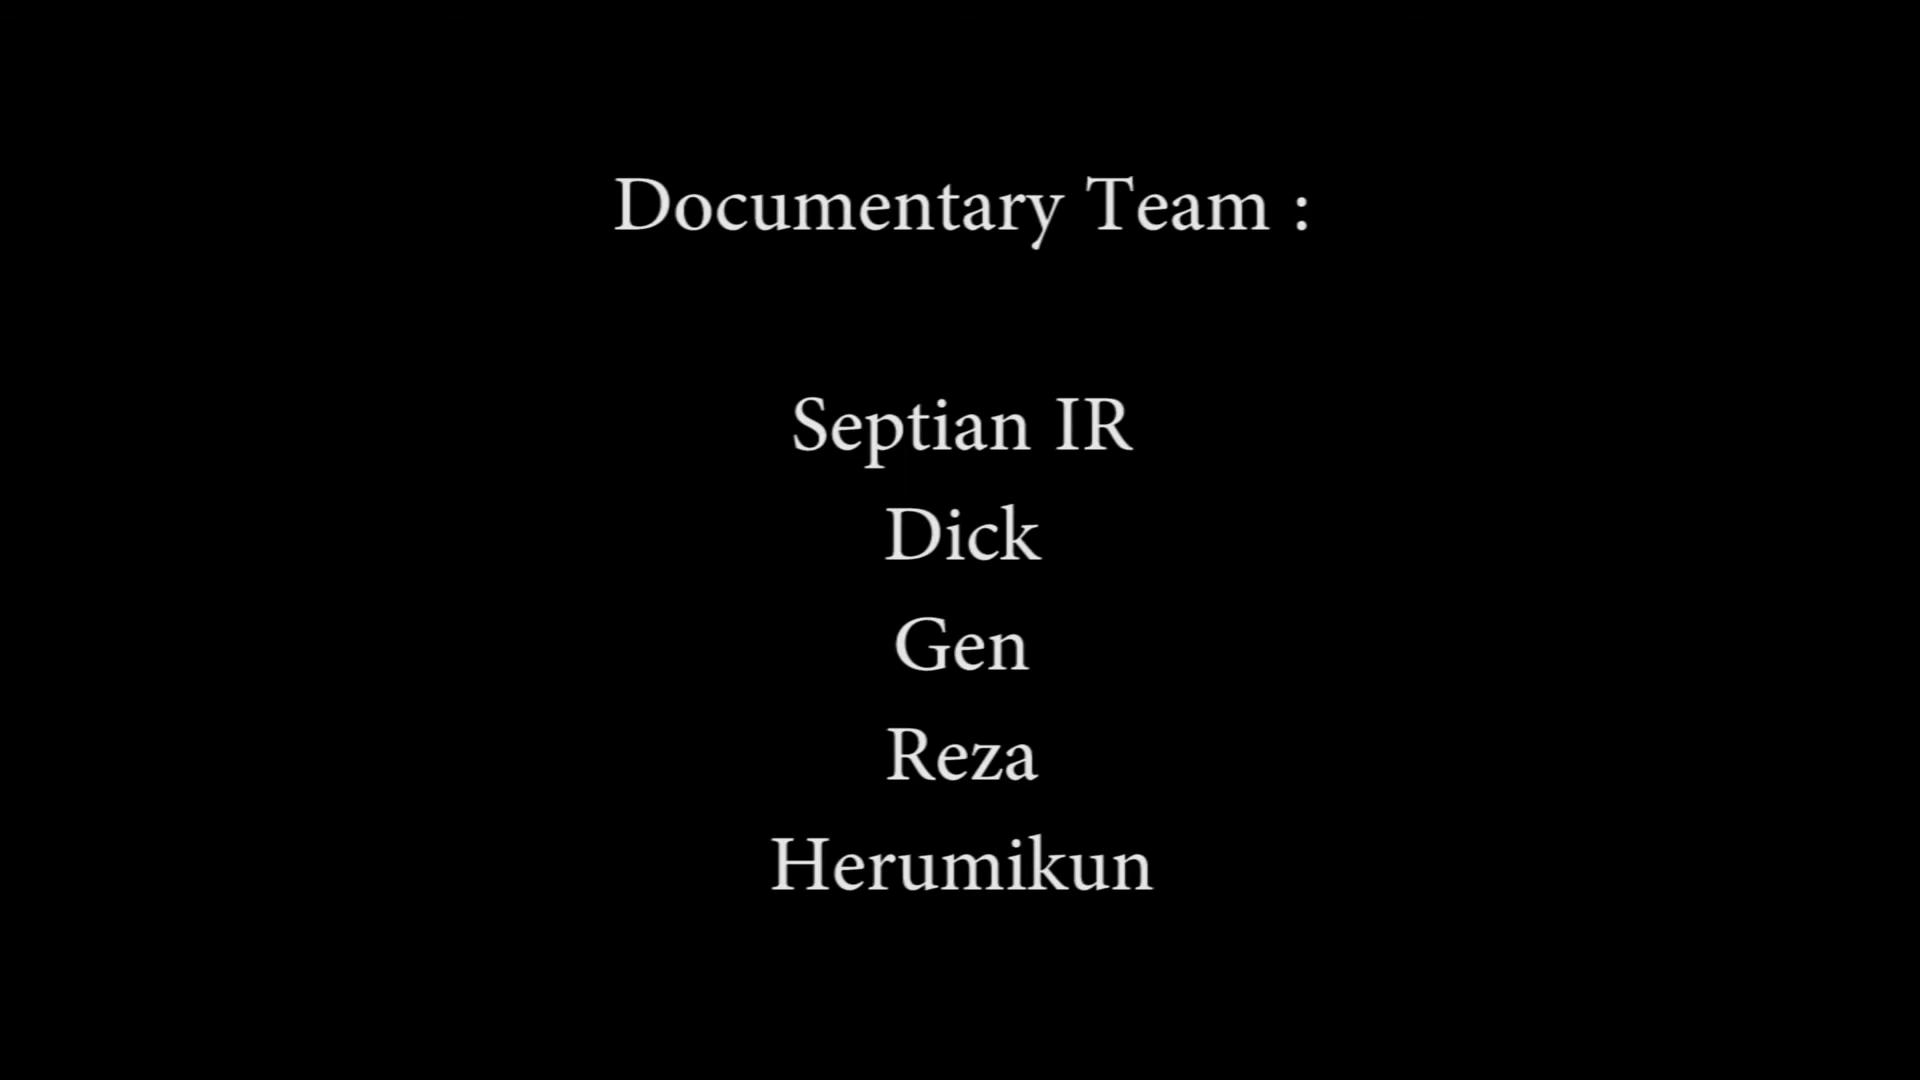 Documentary Team :
Septian IR
Dick
Gen
Reza
Herumikun